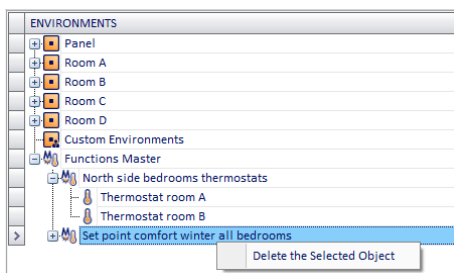 ENVIRONMENTS
Panel
Room A
Room B
Room C
Room D
Custom Environments
Functions Master
North side bedrooms thermostats
Thermostat room A
Thermostat room B
Set point comfort winter all bedrooms
Delete the Selected Object